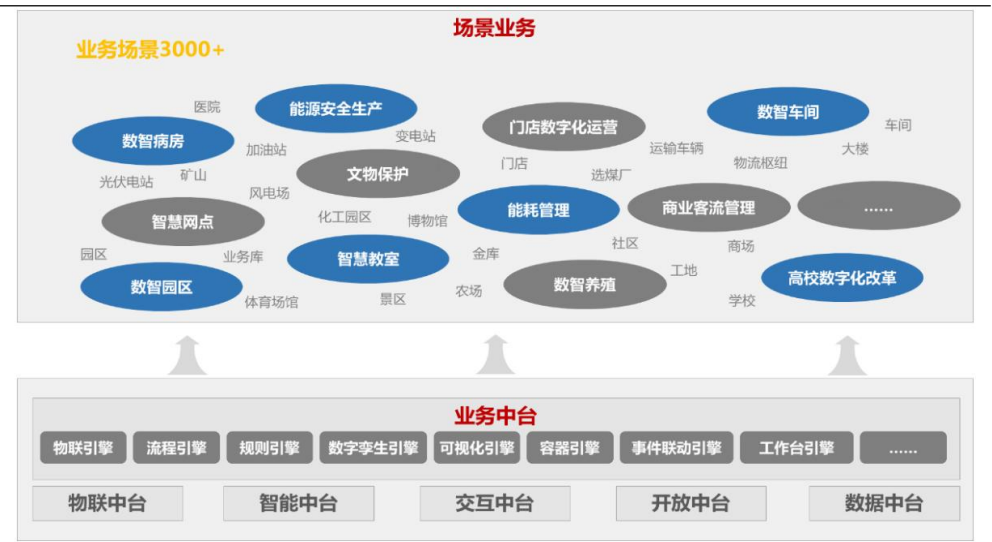 场景业务
业务场景3000+
医院
能源安全生产
数智车间
数智病房
加油站
变电站
门店数字化运营
运输车辆
大楼
车间
光伏电站
矿山
风电场
文物保护
门店
选煤厂
物流枢纽
智慧网点
化工园区
博物馆
能耗管理
商业客流管理
......
园区
业务库
智慧教室
金库
社区
商场
数智园区
体育场馆
景区
农场
数智养殖
工地
学校
高校数字化改革
业务中台
物联引擎 流程引擎 规则引擎 数字孪生引擎 可视化引擎 容器引擎 事件联动引擎 工作台引擎 ......
物联中台 智能中台 交互中台 开放中台 数据中台